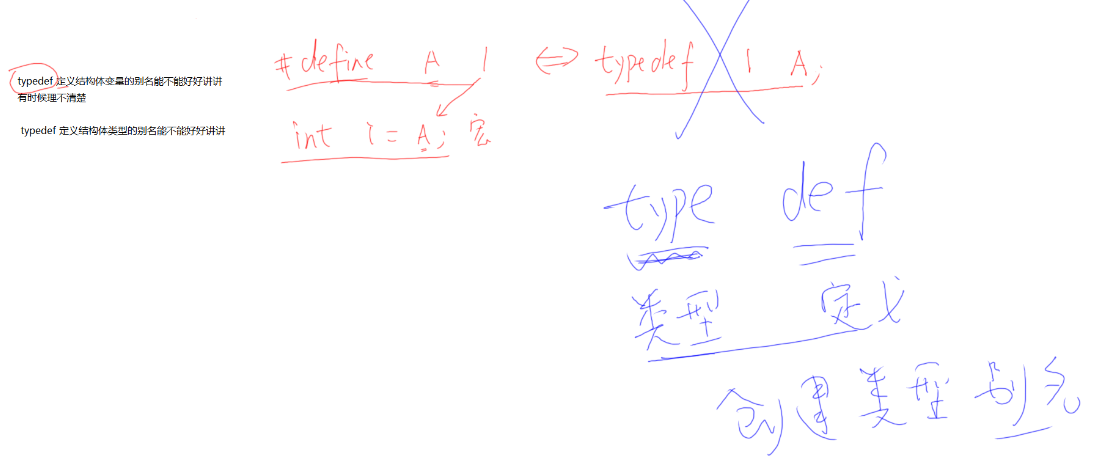 typedef 定义结构体变量的别名能不能好好讲讲
有时候理不清楚
typedef 定义结构体类型的别名能不能好好讲讲
#define A 1 ⇔ typedef 1 A;
int i = A; 宏
type def
类型 定义
创建类型别名